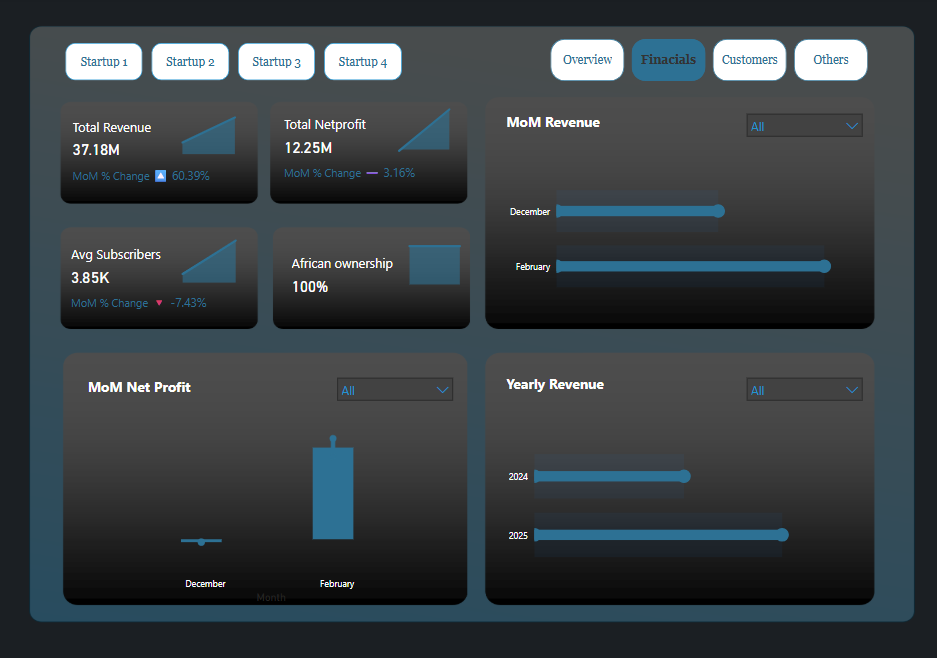 Startup 1
Startup 2
Startup 3
Startup 4
Overview
Finacials
Customers
Others
Total Revenue
37.18M
MoM % Change 🔼 60.39%
Total Netprofit
12.25M
MoM % Change — 3.16%
MoM Revenue
All
December
February
Avg Subscribers
3.85K
MoM % Change ▼ -7.43%
African ownership
100%
MoM Net Profit
All
December
February
Month
Yearly Revenue
All
2024
2025